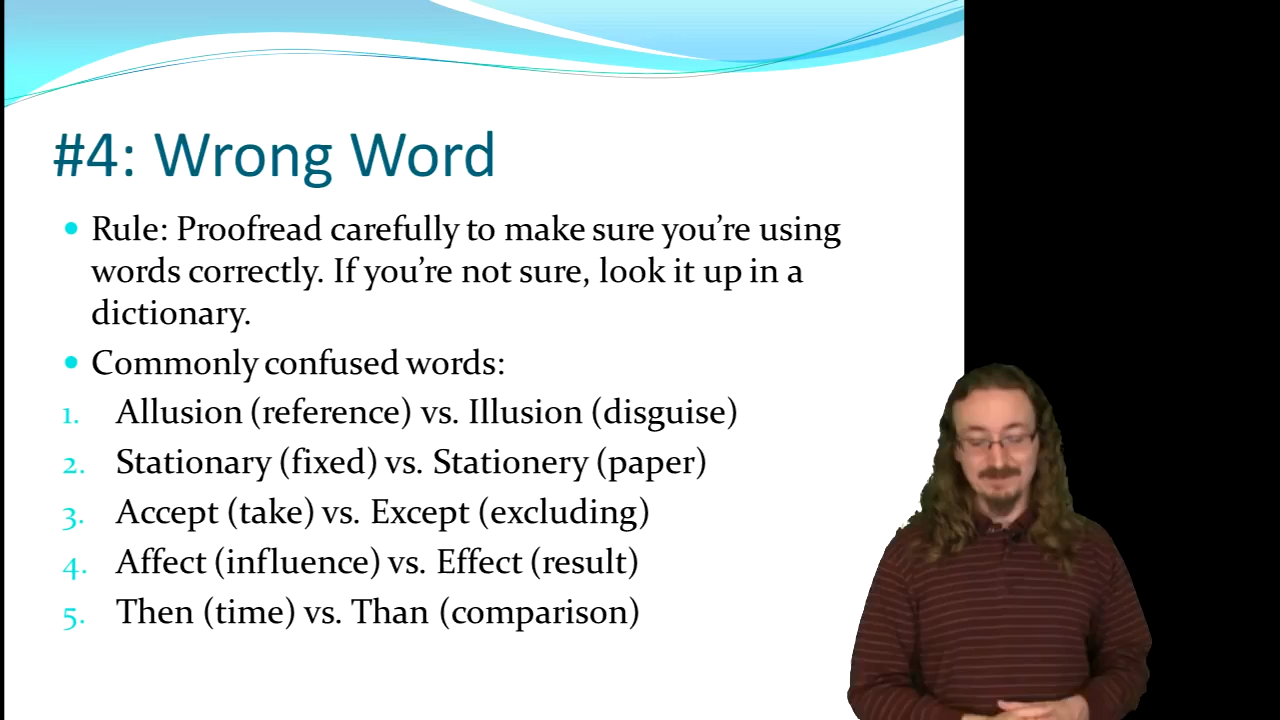 #4: Wrong Word
• Rule: Proofread carefully to make sure you’re using
words correctly. If you’re not sure, look it up in a
dictionary.
• Commonly confused words:
1. Allusion (reference) vs. Illusion (disguise)
2. Stationary (fixed) vs. Stationery (paper)
3. Accept (take) vs. Except (excluding)
4. Affect (influence) vs. Effect (result)
5. Then (time) vs. Than (comparison)